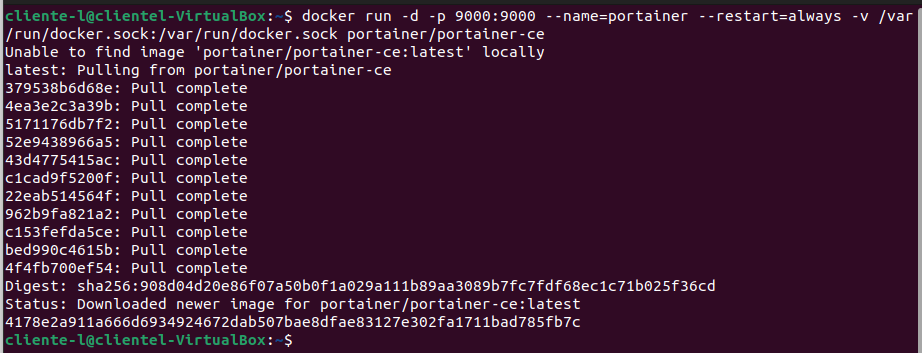 cliente-l@clientel-VirtualBox:~$ docker run -d -p 9000:9000 --name=portainer --restart=always -v /var
/run/docker.sock:/var/run/docker.sock portainer/portainer-ce
Unable to find image 'portainer/portainer-ce:latest' locally
latest: Pulling from portainer/portainer-ce
379538b6d68e: Pull complete
4ea3e2c3a39b: Pull complete
5171176db7f2: Pull complete
52e9438966a5: Pull complete
43d4775415ac: Pull complete
c1cad9f5200f: Pull complete
22eab514564f: Pull complete
962b9fa821a2: Pull complete
c153fefda5ce: Pull complete
bed990c4615b: Pull complete
4f4fb700ef54: Pull complete
Digest: sha256:908d04d20e86f07a50b0f1a029a111b89aa3089b7fc7fdf68ec1c71b025f36cd
Status: Downloaded newer image for portainer/portainer-ce:latest
4178e2a911a666d6934924672dab507bae8dfae83127e302fa1711bad785fb7c
cliente-l@clientel-VirtualBox:~$